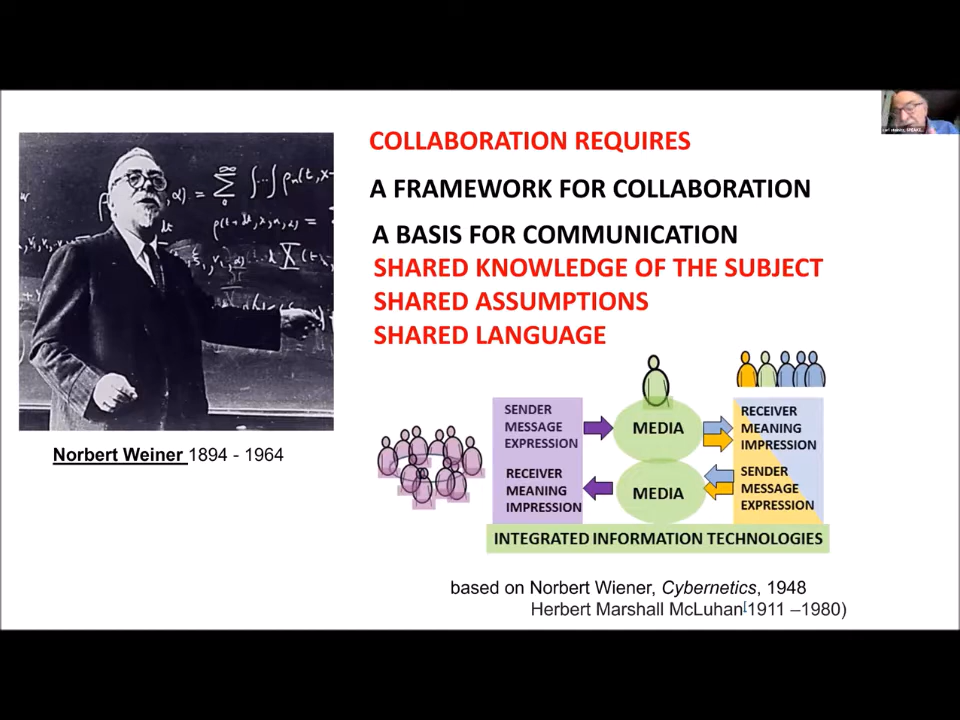 COLLABORATION REQUIRES
A FRAMEWORK FOR COLLABORATION
A BASIS FOR COMMUNICATION
SHARED KNOWLEDGE OF THE SUBJECT
SHARED ASSUMPTIONS
SHARED LANGUAGE
Norbert Weiner 1894 - 1964
SENDER
MESSAGE
EXPRESSION
RECEIVER
MEANING
IMPRESSION
MEDIA
MEDIA
RECEIVER
MEANING
IMPRESSION
SENDER
MESSAGE
EXPRESSION
INTEGRATED INFORMATION TECHNOLOGIES
based on Norbert Wiener, Cybernetics, 1948
Herbert Marshall McLuhan[1911 –1980)